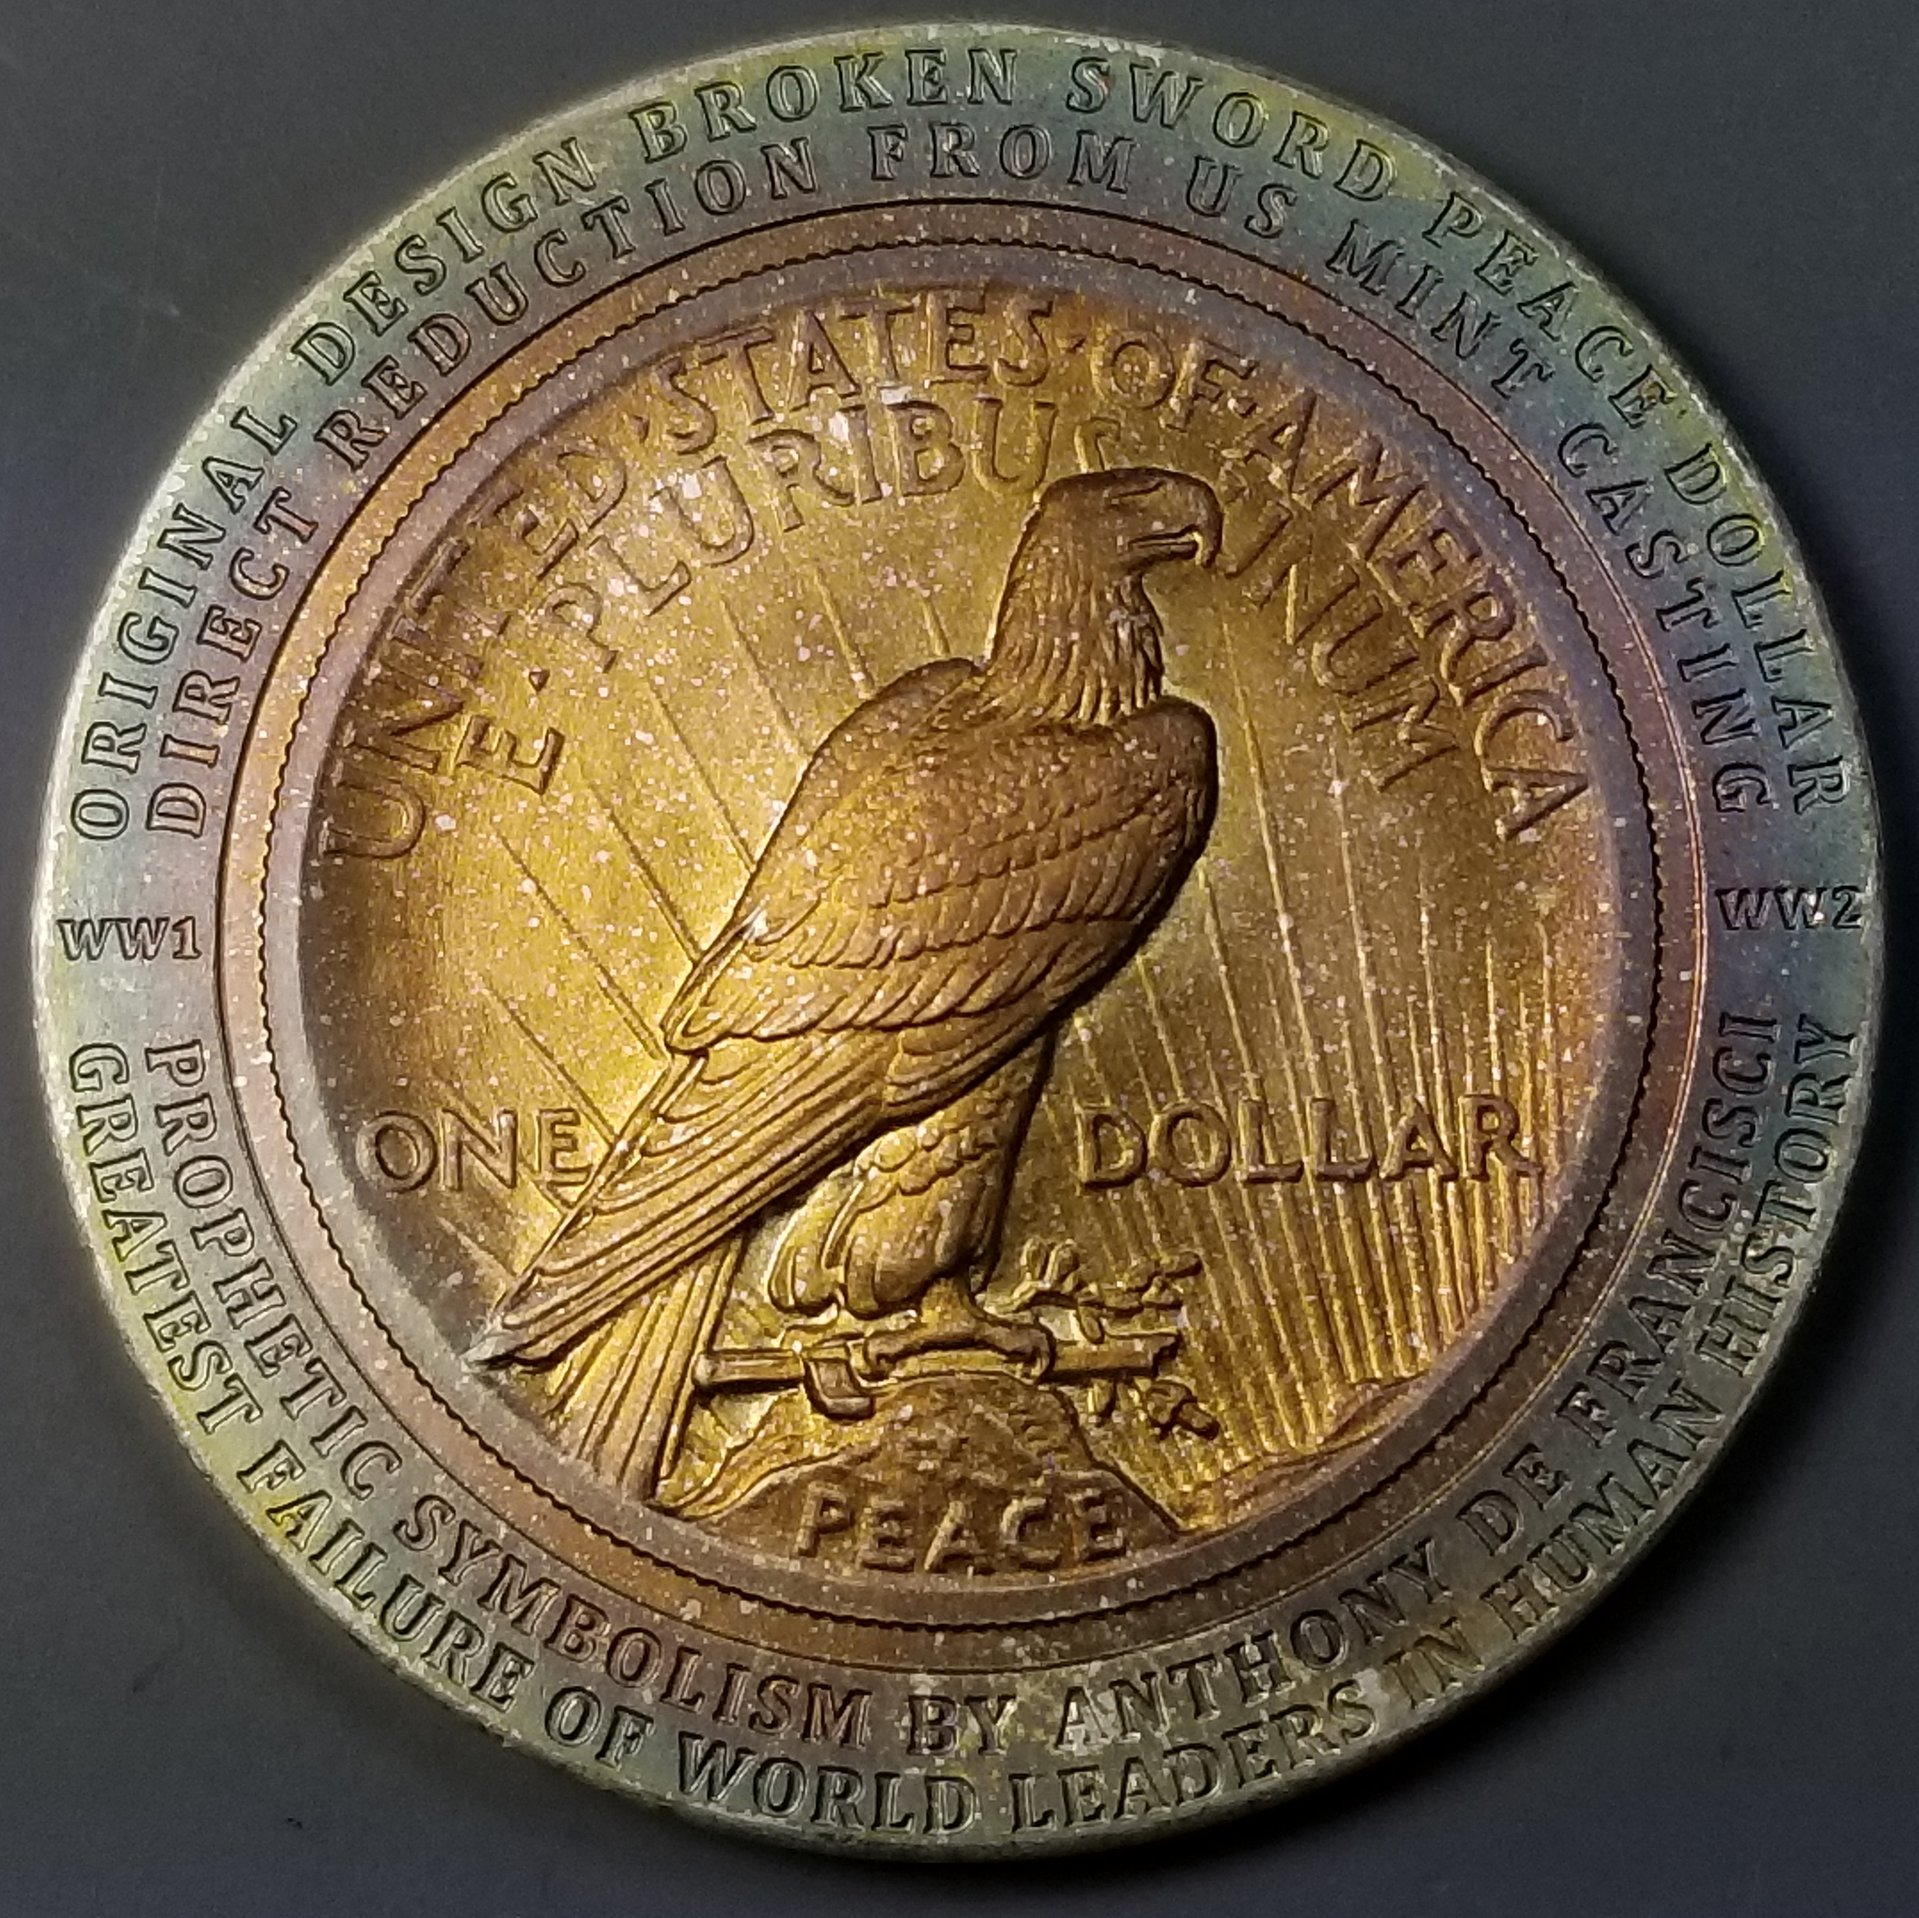 ORIGINAL DESIGN BROKEN SWORD PEACE DOLLAR
DIRECT REDUCTION FROM US MINT CASTING
UNITED·STATES·OF·AMERICA
E·PLURIBUS UNUM
WW1
WW2
ONE DOLLAR
PEACE
PROPHETIC SYMBOLISM BY ANTHONY DE FRANCISCI
GREATEST FAILURE OF WORLD LEADERS IN HUMAN HISTORY